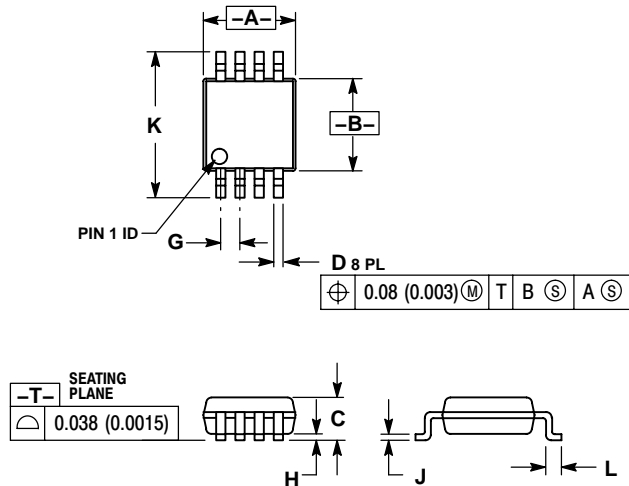 –A–
K
–B–
PIN 1 ID
G
D 8 PL
⌖ 0.08 (0.003) Ⓜ T B Ⓢ A Ⓢ
–T– SEATING
PLANE
⌓ 0.038 (0.0015)
C
H
J
L